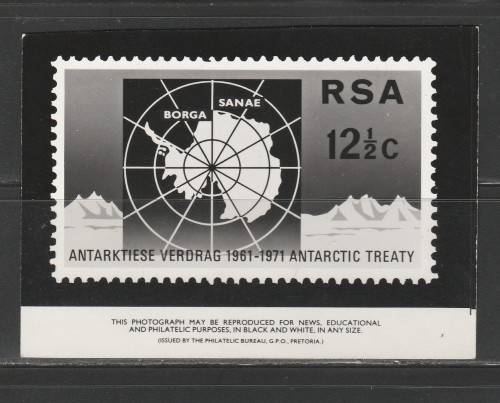 RSA
SANAE
BORGA
12½C
ANTARKTIESE VERDRAG 1961-1971 ANTARCTIC TREATY
THIS PHOTOGRAPH MAY BE REPRODUCED FOR NEWS, EDUCATIONAL
AND PHILATELIC PURPOSES, IN BLACK AND WHITE, IN ANY SIZE.
(ISSUED BY THE PHILATELIC BUREAU, G.P.O., PRETORIA.)